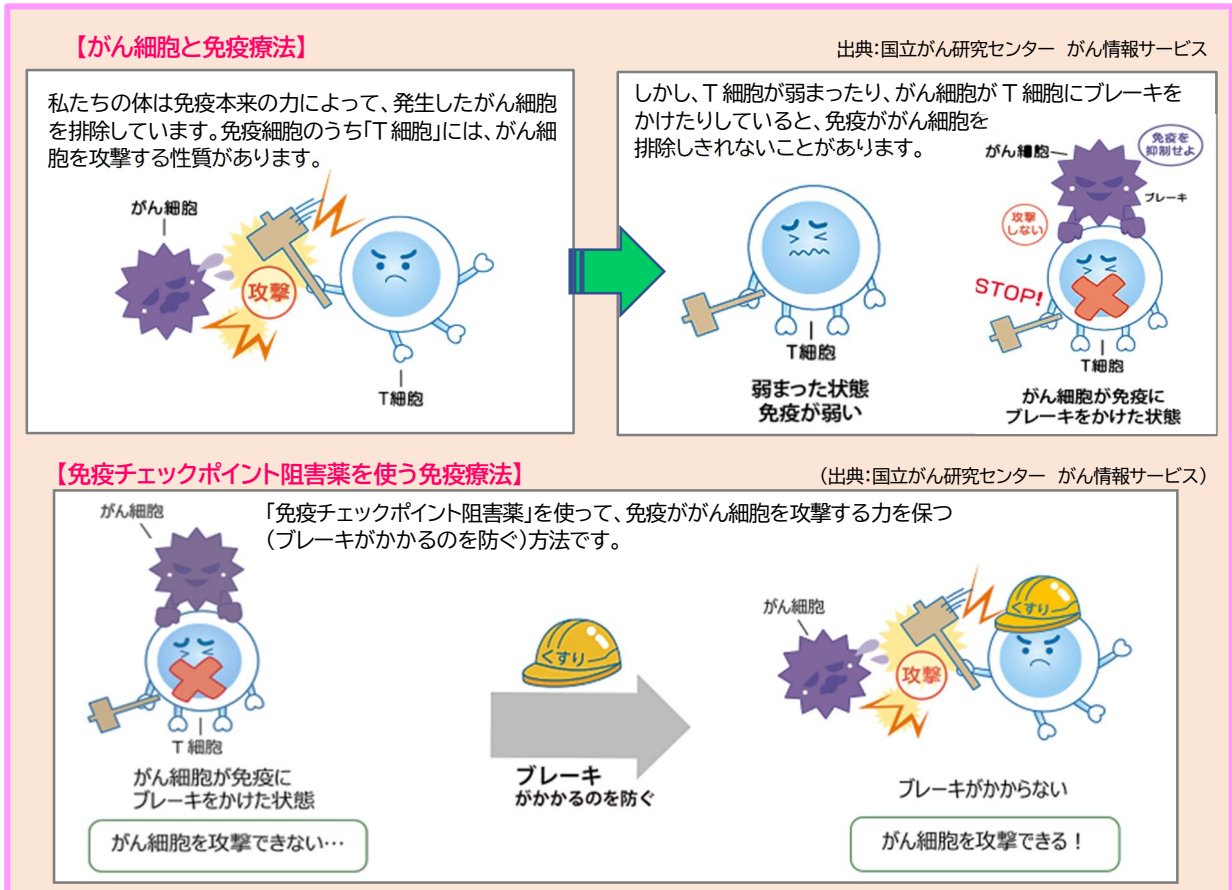 【がん細胞と免疫療法】
出典:国立がん研究センター がん情報サービス
私たちの体は免疫本来の力によって、発生したがん細胞
を排除しています。免疫細胞のうち「T細胞」には、がん細
胞を攻撃する性質があります。
がん細胞
攻撃
T細胞
しかし、T細胞が弱まったり、がん細胞がT細胞にブレーキを
かけたりしていると、免疫ががん細胞を
排除しきれないことがあります。
がん細胞
免疫を
抑制せよ
ブレーキ
攻撃
しない
STOP!
T細胞
弱まった状態
免疫が弱い
T細胞
がん細胞が免疫に
ブレーキをかけた状態
【免疫チェックポイント阻害薬を使う免疫療法】
(出典:国立がん研究センター がん情報サービス)
「免疫チェックポイント阻害薬」を使って、免疫ががん細胞を攻撃する力を保つ
(ブレーキがかかるのを防ぐ)方法です。
がん細胞
T細胞
がん細胞が免疫に
ブレーキをかけた状態
がん細胞を攻撃できない…
くすり
ブレーキ
がかかるのを防ぐ
がん細胞
くすり
攻撃
ブレーキがかからない
がん細胞を攻撃できる!